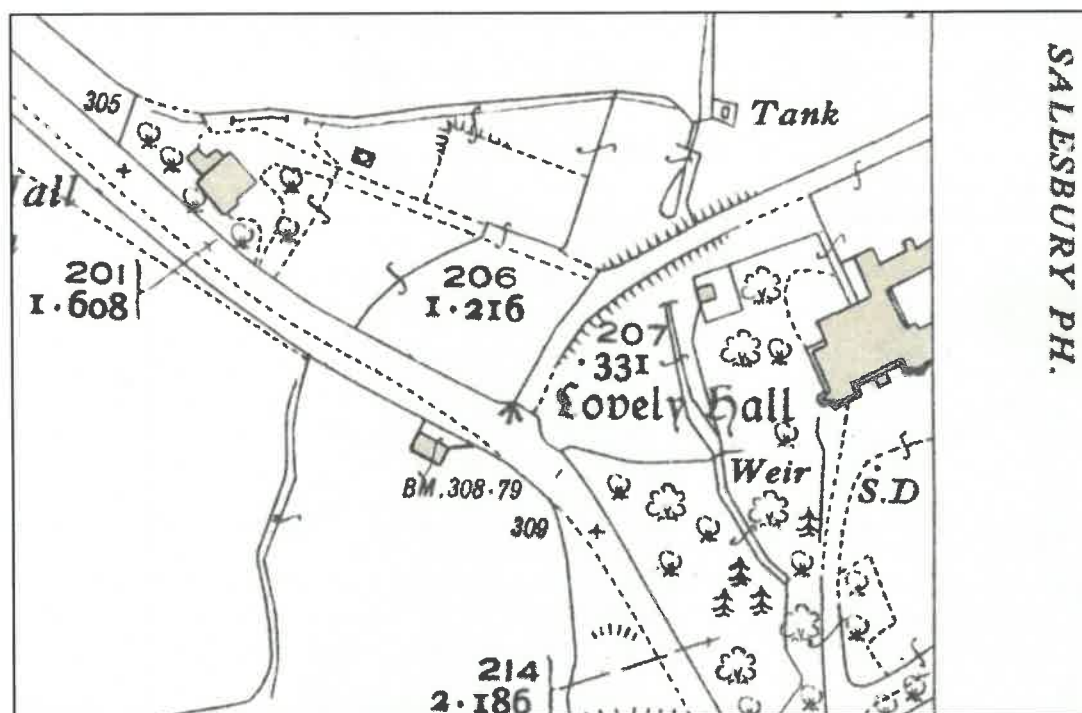 SALESBURY PH.
305
Tank
all
201
1·608
206
1·216
207
·331
Lovely Hall
Weir
BM.308·79
S.D
309
214
2·186